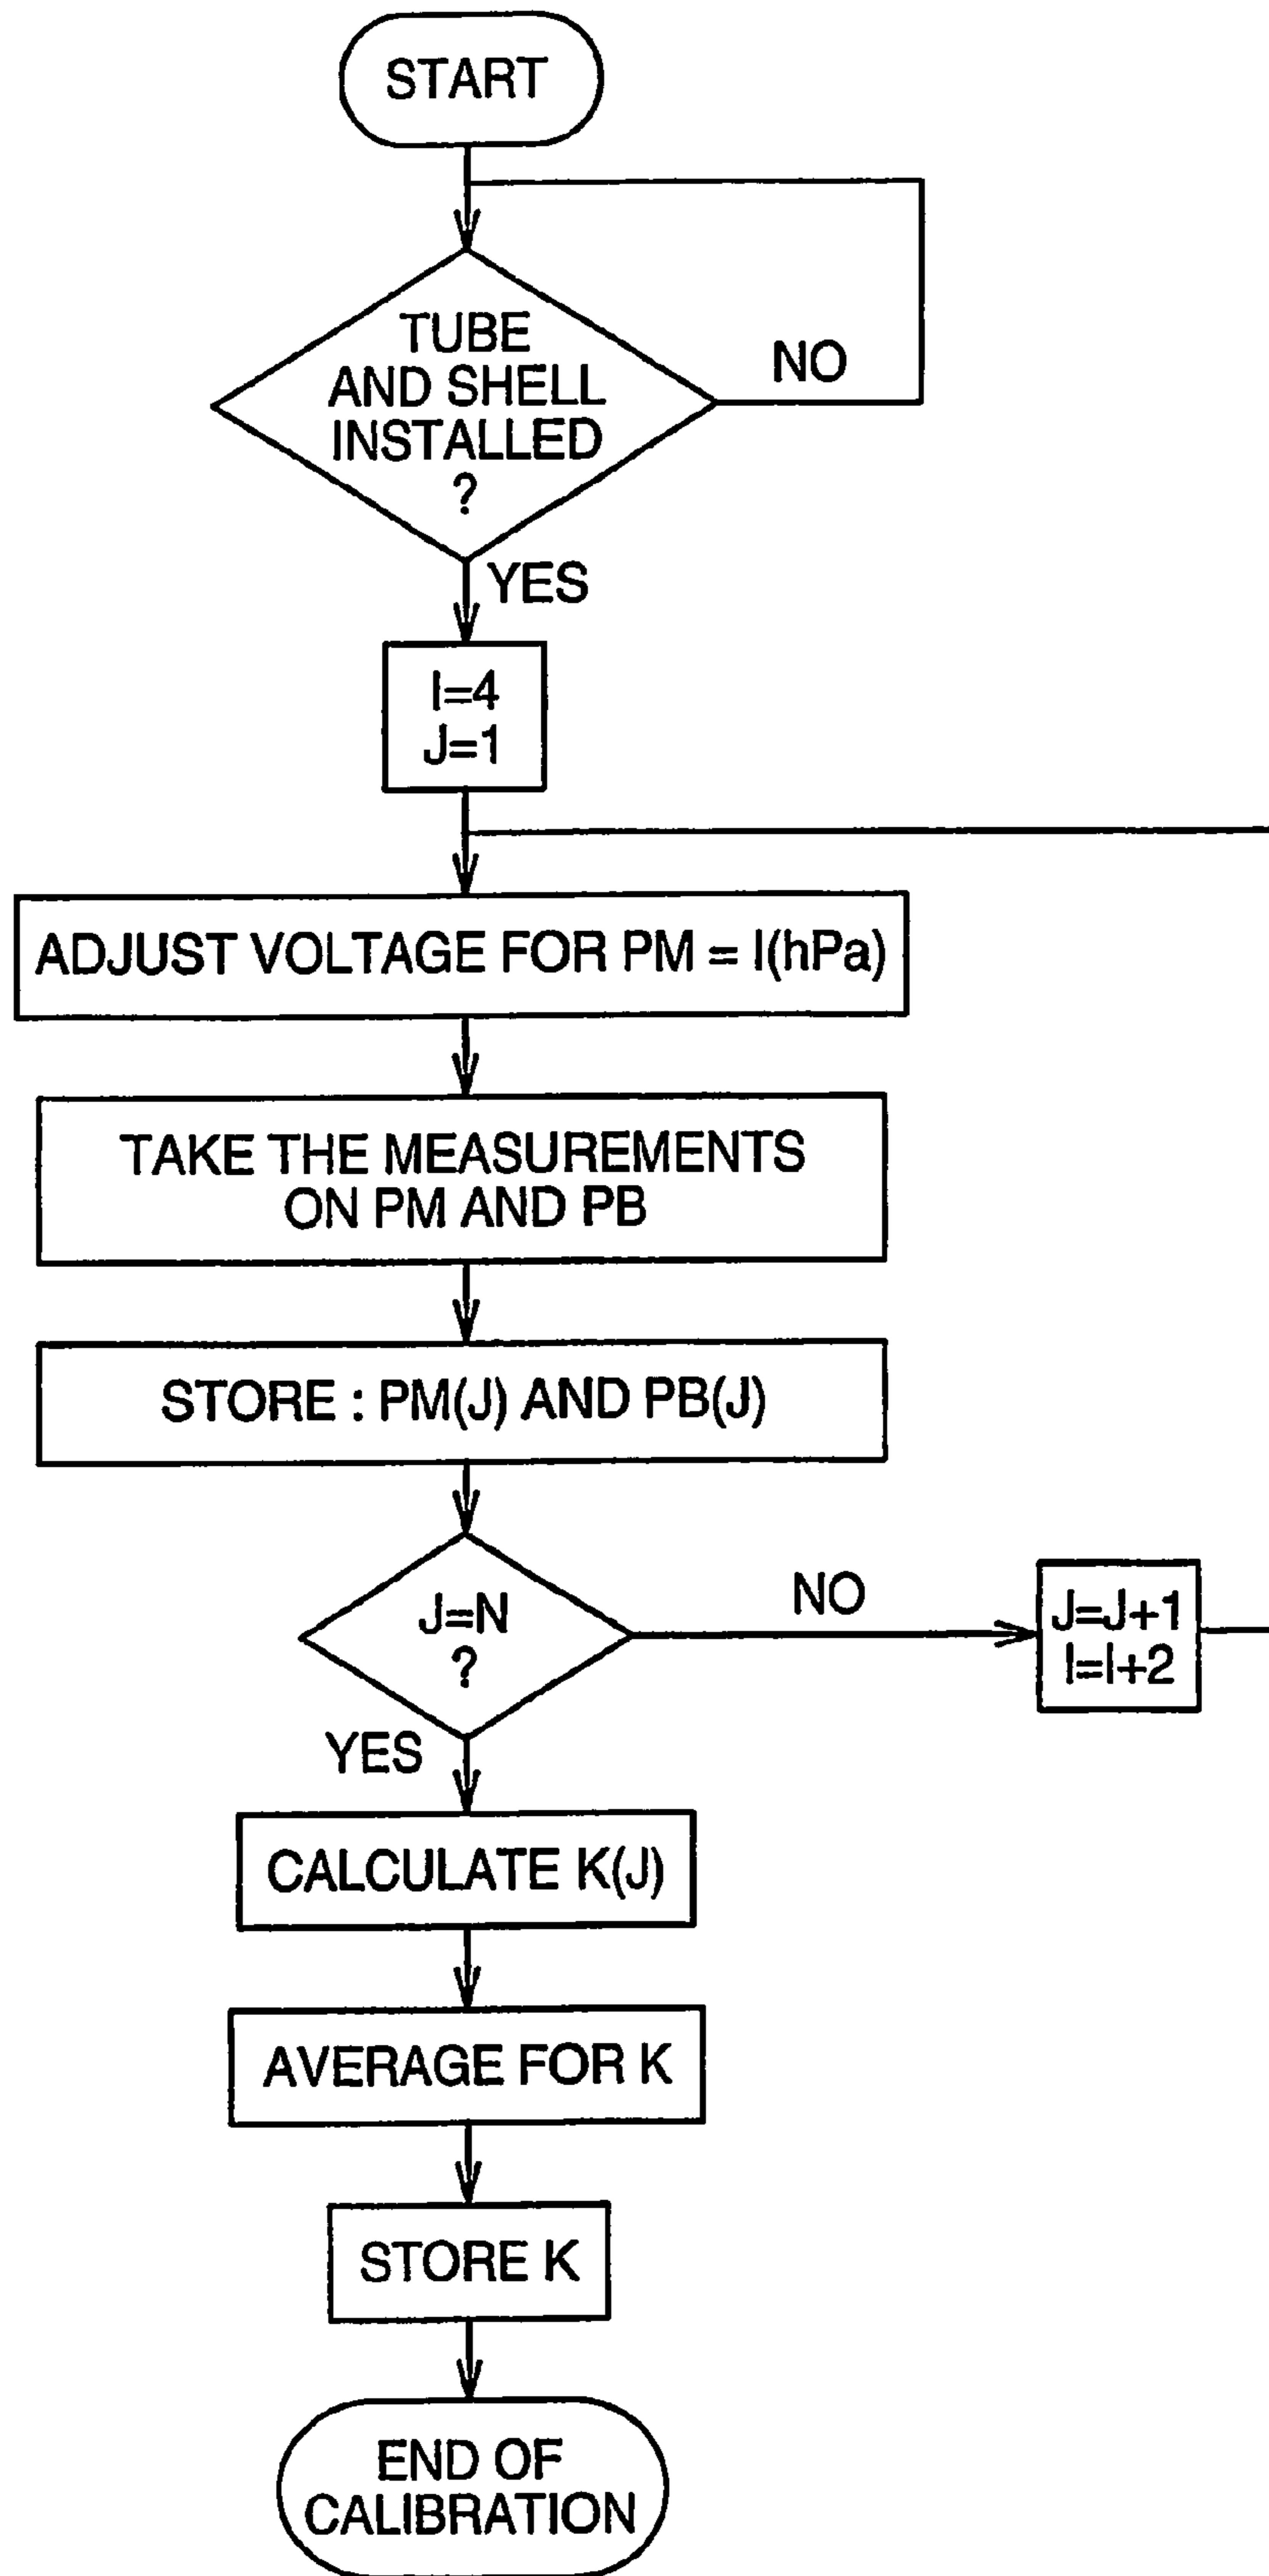 START
TUBE
AND SHELL
INSTALLED
?
NO
YES
I=4
J=1
ADJUST VOLTAGE FOR PM = I(hPa)
TAKE THE MEASUREMENTS
ON PM AND PB
STORE : PM(J) AND PB(J)
J=N
?
NO
J=J+1
I=I+2
YES
CALCULATE K(J)
AVERAGE FOR K
STORE K
END OF
CALIBRATION